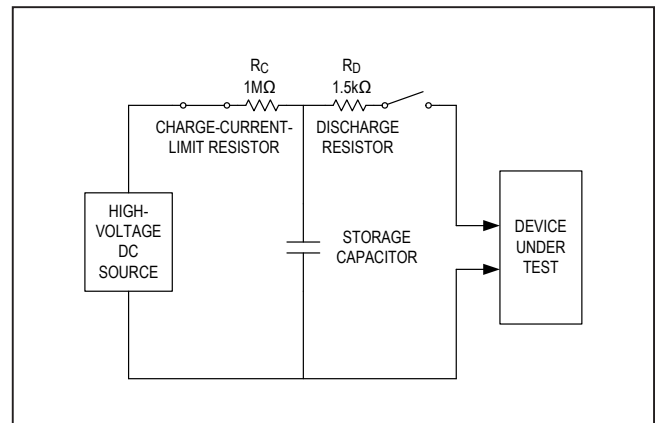 RC
1MΩ
RD
1.5kΩ
CHARGE-CURRENT-
LIMIT RESISTOR
DISCHARGE
RESISTOR
HIGH-
VOLTAGE
DC
SOURCE
STORAGE
CAPACITOR
DEVICE
UNDER
TEST